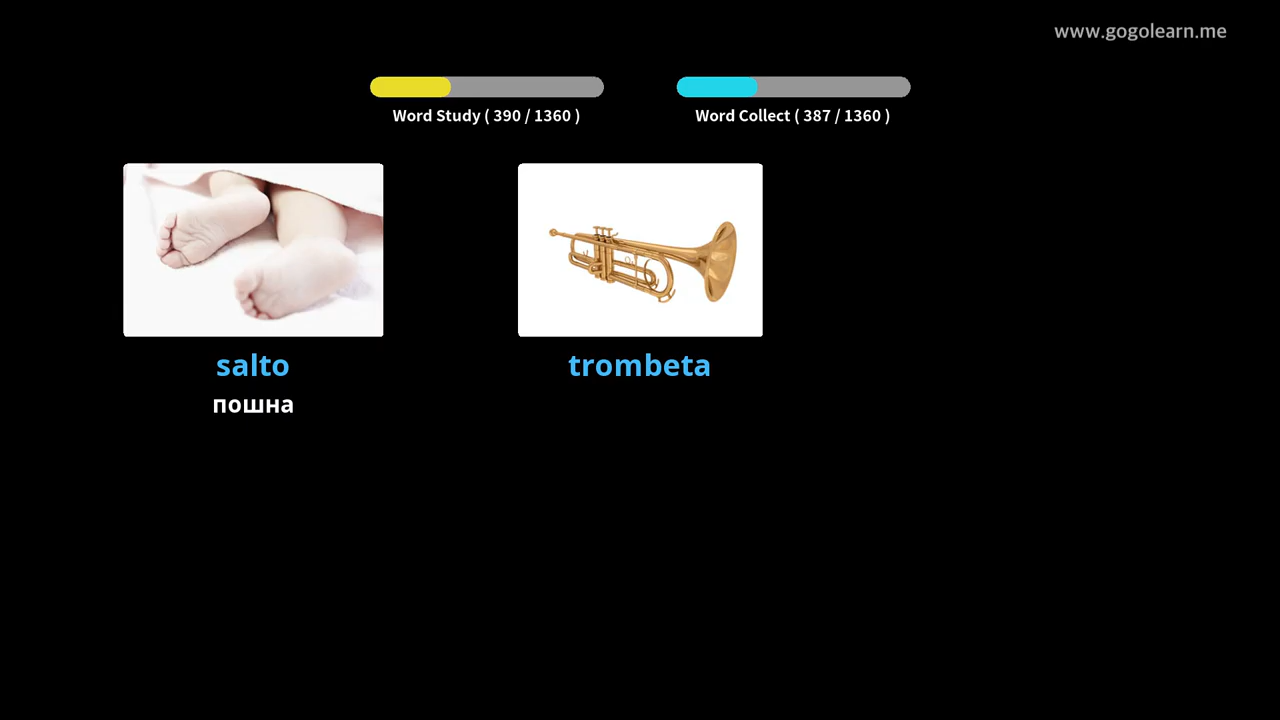 www.gogolearn.me
Word Study ( 390 / 1360 )
Word Collect ( 387 / 1360 )
salto
trombeta
пошна